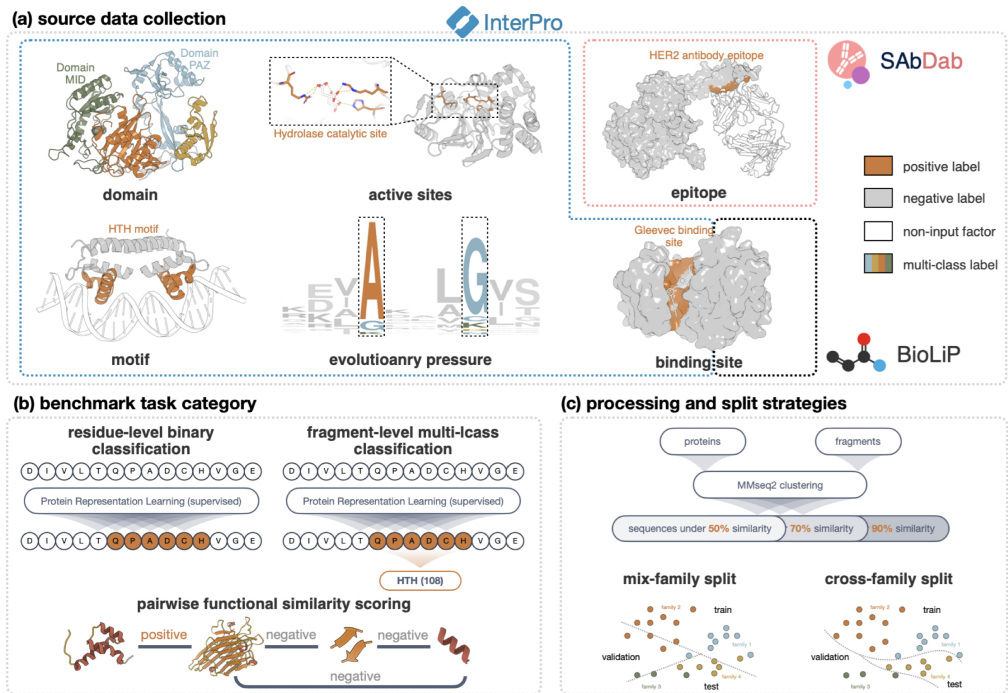 (a) source data collection
InterPro
Domain
MID
Domain
PAZ
Hydrolase catalytic site
HER2 antibody epitope
SAbDab
domain
active sites
epitope
positive label
negative label
non-input factor
multi-class label
HTH motif
A
G
E
V
D
L
G
V
S
Gleevec binding
site
motif
evolutioanry pressure
binding site
BioLiP
(b) benchmark task category
residue-level binary
classification
D I V L T Q P A D C H V G E
Protein Representation Learning (supervised)
D I V L T Q P A D C H V G E
fragment-level multi-lcass
classification
D I V L T Q P A D C H V G E
Protein Representation Learning (supervised)
D I V L T Q P A D C H V G E
HTH (108)
pairwise functional similarity scoring
positive
negative
negative
negative
(c) processing and split strategies
proteins
fragments
MMseq2 clustering
sequences under 50% similarity
70% similarity
90% similarity
mix-family split
family 2
train
family 1
validation
family 3
family 4
test
cross-family split
family 2
train
family 1
validation
family 3
family 4
test